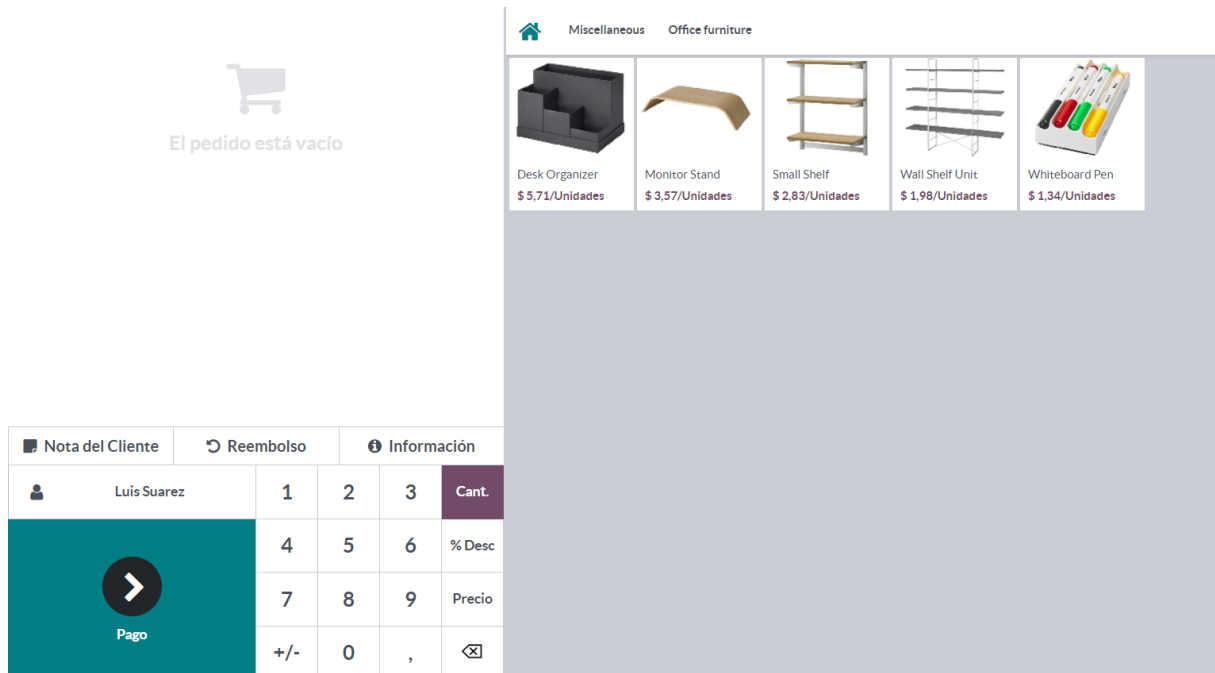 El pedido está vacío
Nota del Cliente
Reembolso
Información
Luis Suarez
1
2
3
Cant.
4
5
6
% Desc
Pago
7
8
9
Precio
+/-
0
,
Miscellaneous
Office furniture
Desk Organizer
$ 5,71/Unidades
Monitor Stand
$ 3,57/Unidades
Small Shelf
$ 2,83/Unidades
Wall Shelf Unit
$ 1,98/Unidades
Whiteboard Pen
$ 1,34/Unidades